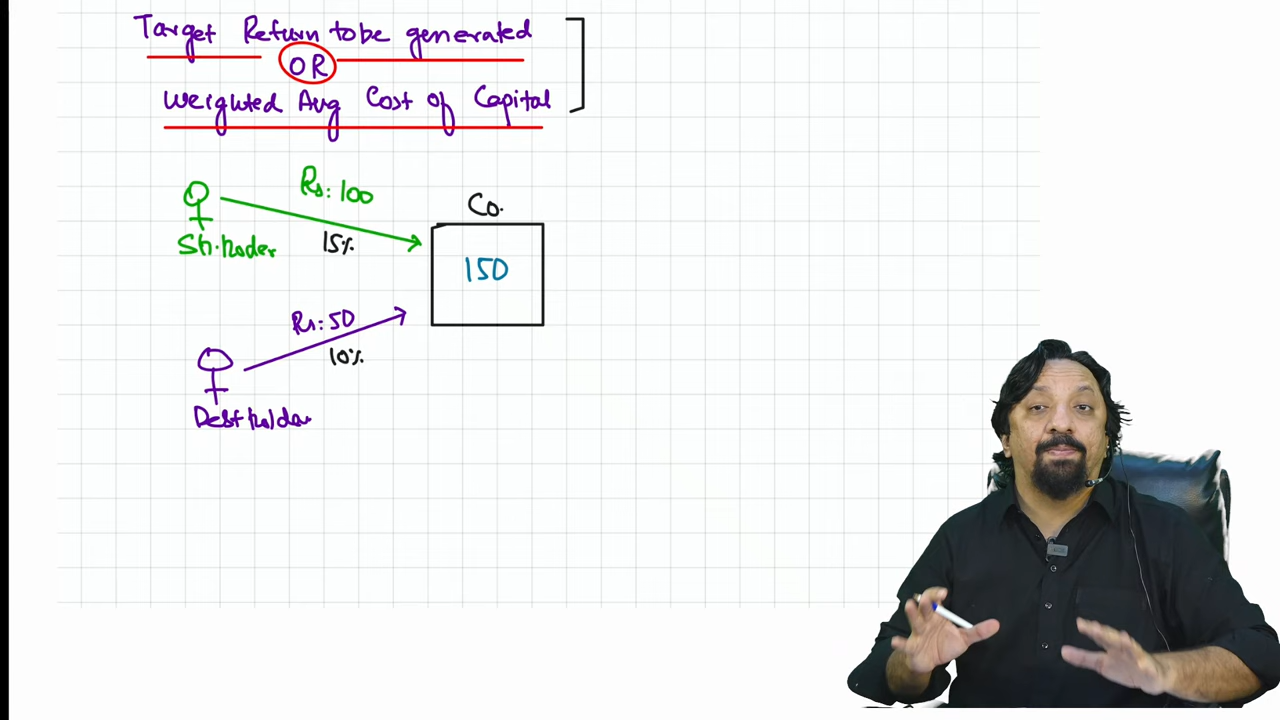 Target Return to be generated
OR
Weighted Avg Cost of Capital
Rs: 100
Co.
15%
Sh. holder
150
Rs: 50
10%
Debt holder